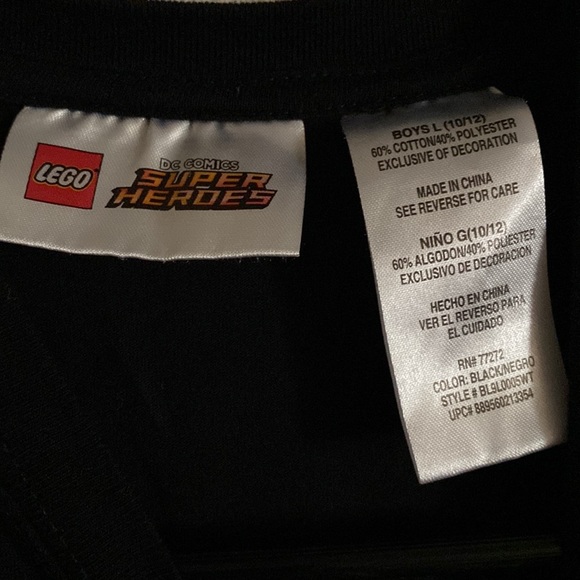 LEGO
DC COMICS
SUPER
HEROES
BOYS L (10/12)
60% COTTON/40% POLYESTER
EXCLUSIVE OF DECORATION
MADE IN CHINA
SEE REVERSE FOR CARE
NIÑO G(10/12)
60% ALGODON/40% POLIESTER
EXCLUSIVO DE DECORACION
HECHO EN CHINA
VER EL REVERSO PARA
EL CUIDADO
RN# 77272
COLOR: BLACK/NEGRO
STYLE # BL9L0005WT
UPC# 889560213354